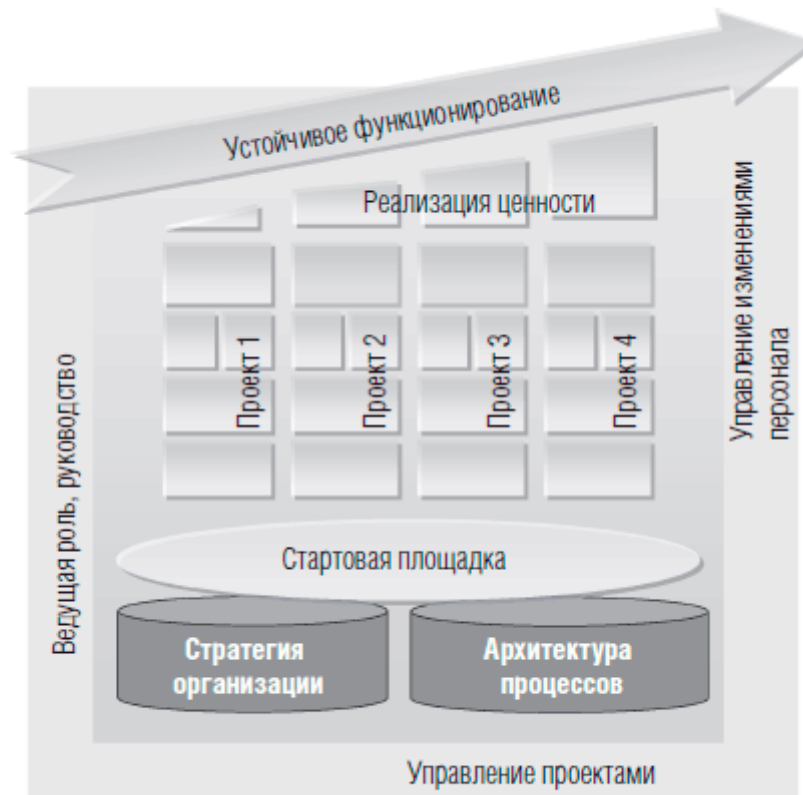 Устойчивое функционирование
Реализация ценности
Проект 1
Проект 2
Проект 3
Проект 4
Ведущая роль, руководство
Управление изменениями
персонала
Стартовая площадка
Стратегия
организации
Архитектура
процессов
Управление проектами